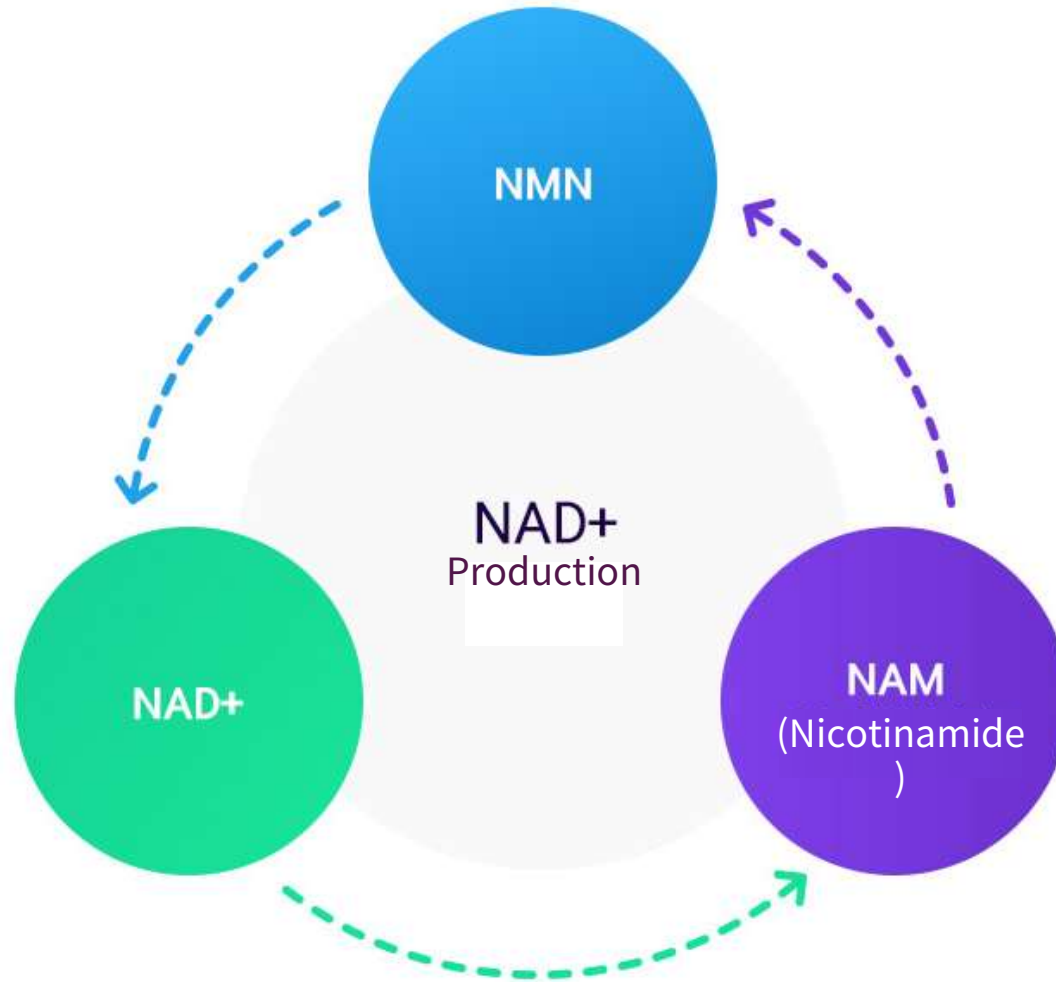 NMN
NAD+
Production
NAD+
NAM
(Nicotinamide
)